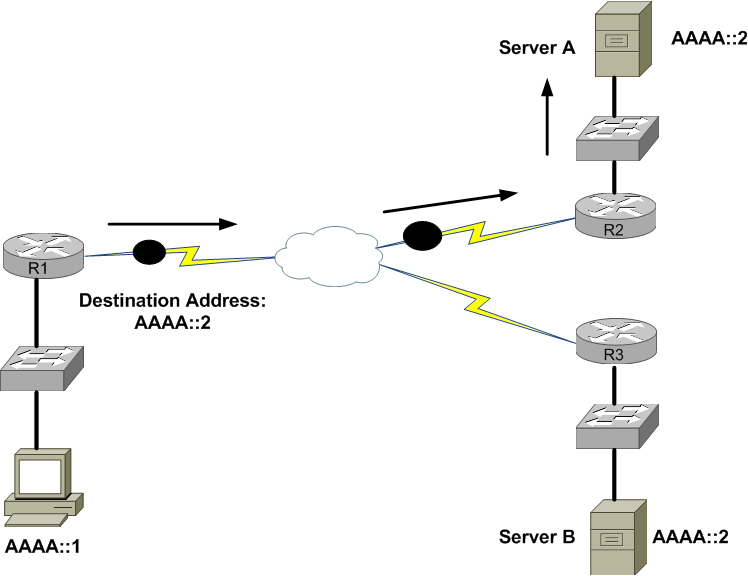 Server A
AAAA::2
R2
R1
Destination Address:
AAAA::2
R3
AAAA::1
Server B
AAAA::2